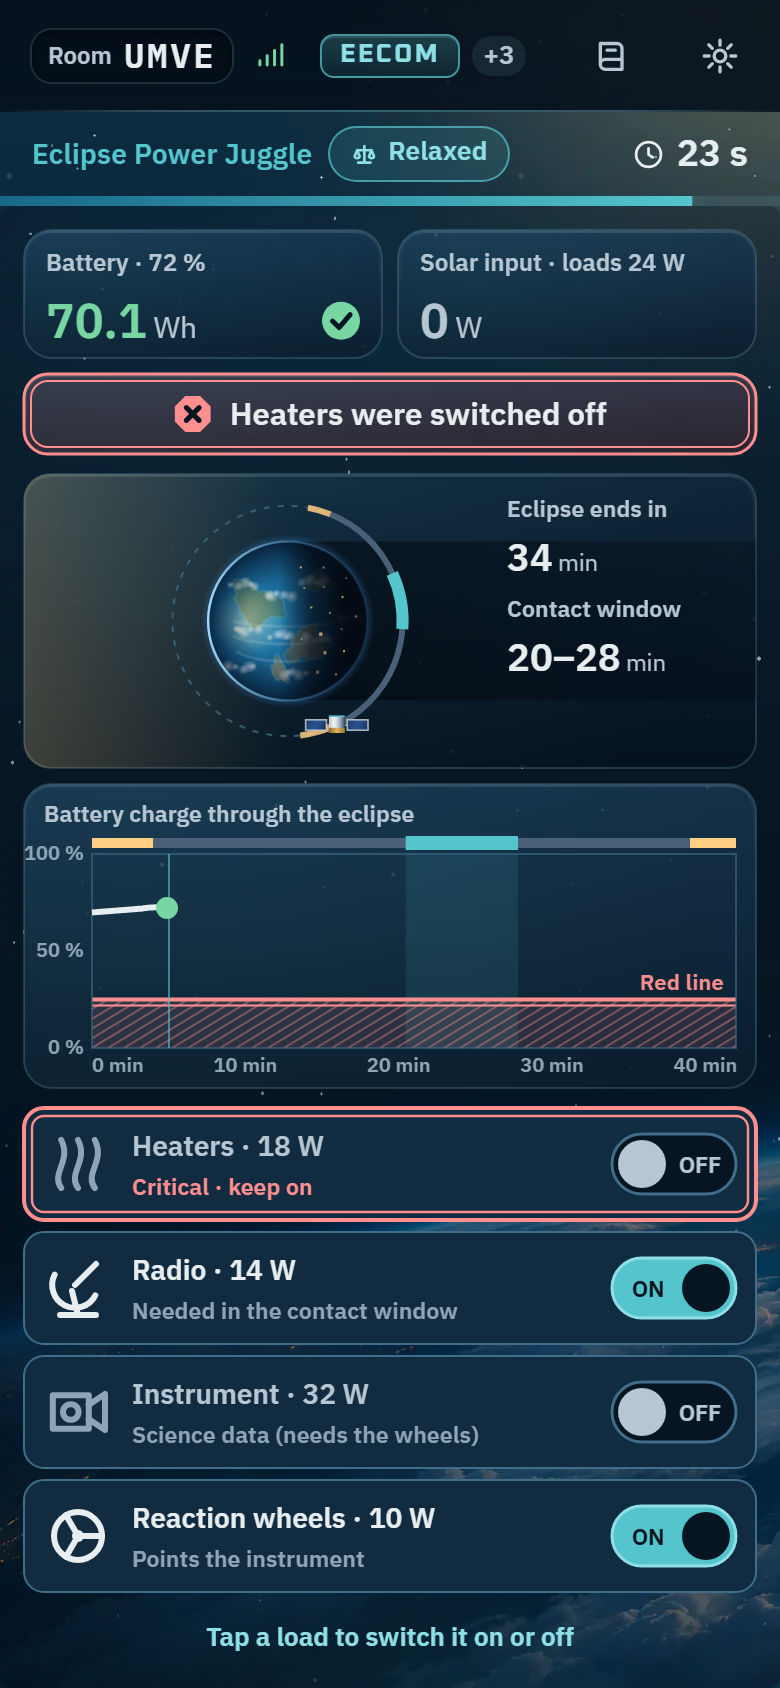 Room UMVE
EECOM
+3
Eclipse Power Juggle
Relaxed
23 s
Battery · 72 %
70.1 Wh
Solar input · loads 24 W
0 W
Heaters were switched off
Eclipse ends in
34 min
Contact window
20–28 min
Battery charge through the eclipse
100 %
50 %
Red line
0 %
0 min 10 min 20 min 30 min 40 min
Heaters · 18 W
Critical · keep on
OFF
Radio · 14 W
Needed in the contact window
ON
Instrument · 32 W
Science data (needs the wheels)
OFF
Reaction wheels · 10 W
Points the instrument
ON
Tap a load to switch it on or off